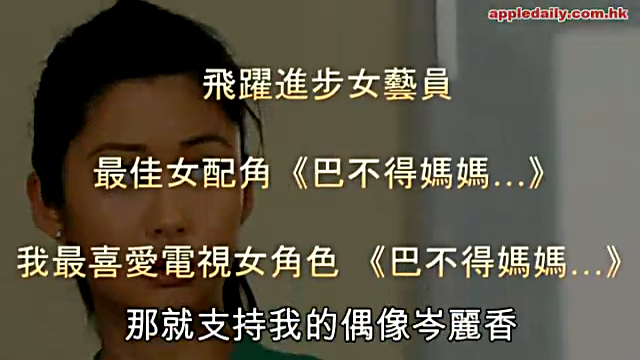 appledaily.com.hk
飛躍進步女藝員
最佳女配角《巴不得媽媽…》
我最喜愛電視女角色 《巴不得媽媽…》
那就支持我的偶像岑麗香